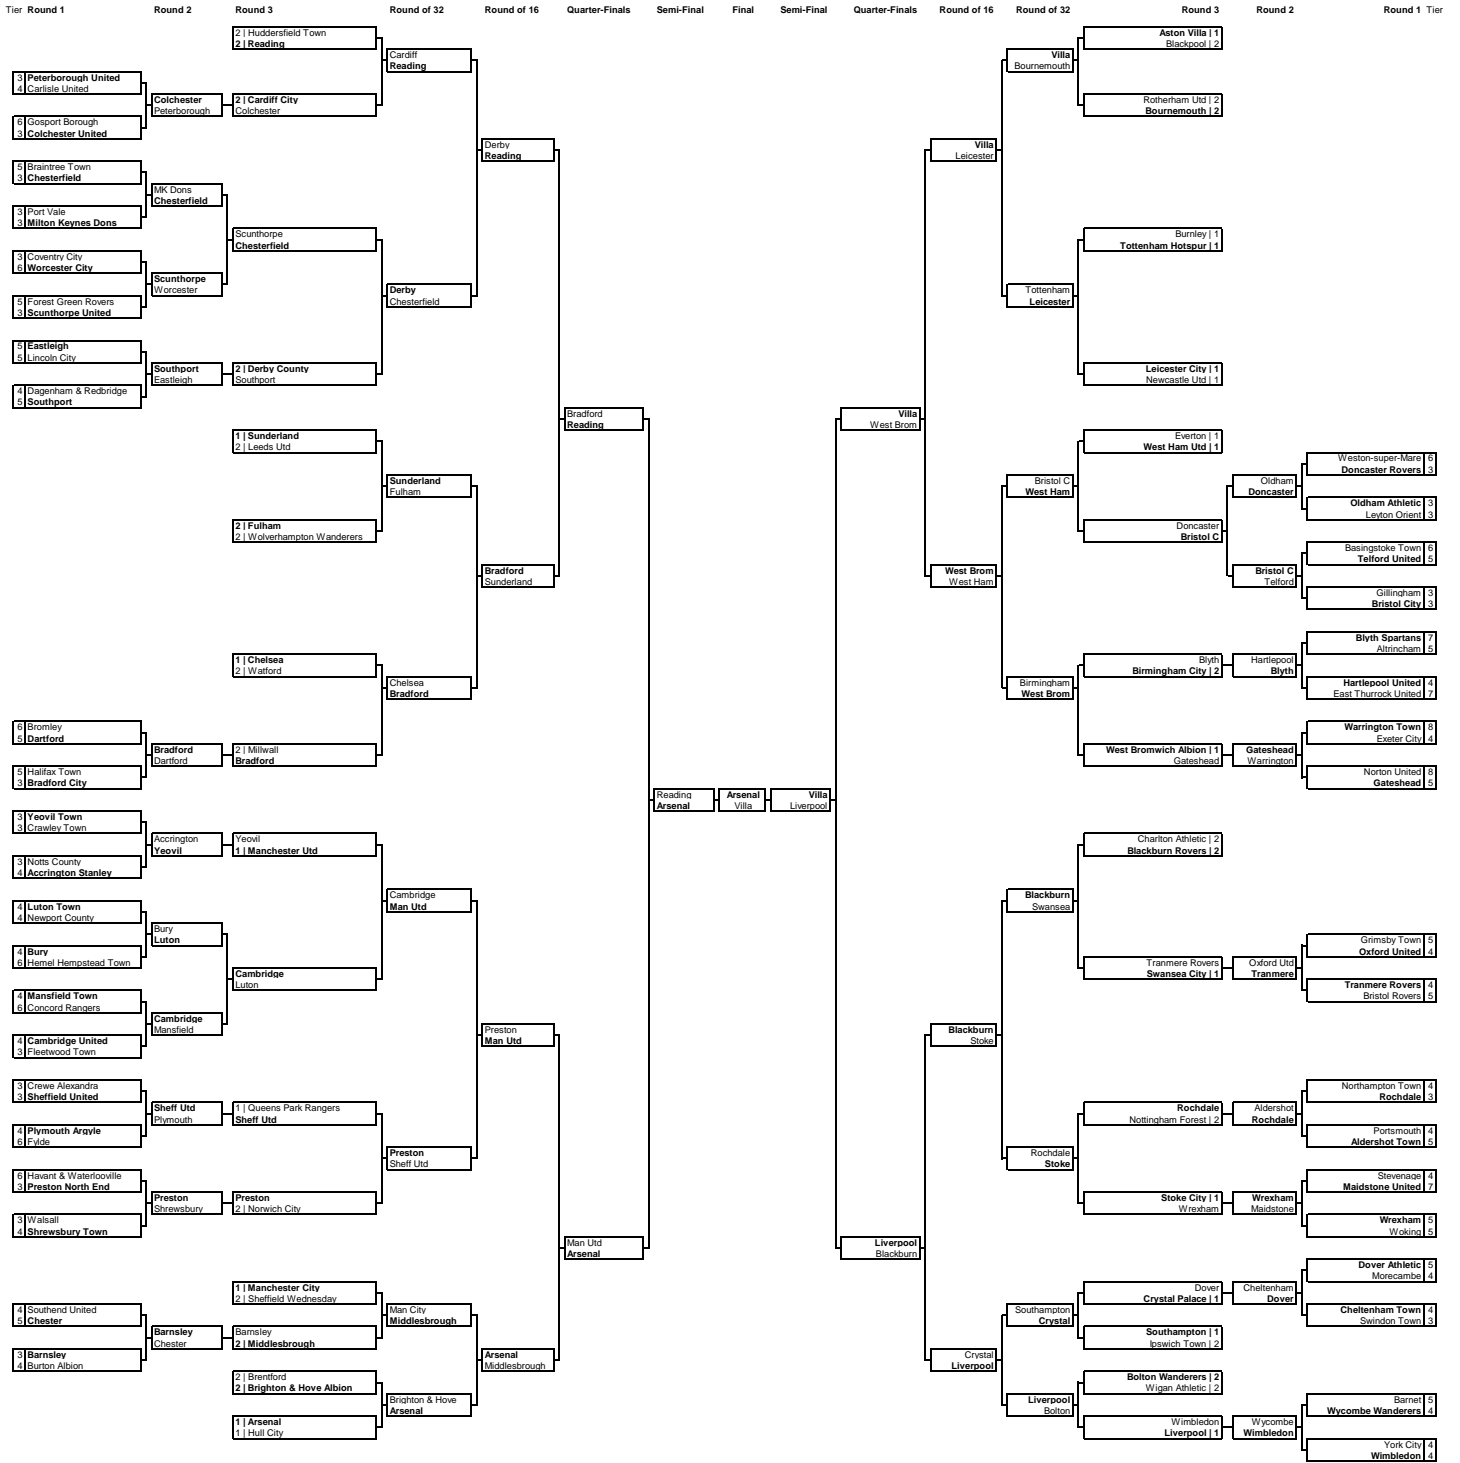 Tier Round 1 Round 2 Round 3 Round of 32 Round of 16 Quarter-Finals Semi-Final Final Semi-Final Quarter-Finals Round of 16 Round of 32 Round 3 Round 2 Round 1 Tier
3 Peterborough United
4 Carlisle United
6 Gosport Borough
3 Colchester United
5 Braintree Town
3 Chesterfield
3 Port Vale
3 Milton Keynes Dons
3 Coventry City
6 Worcester City
5 Forest Green Rovers
3 Scunthorpe United
5 Eastleigh
5 Lincoln City
4 Dagenham & Redbridge
5 Southport
6 Bromley
5 Dartford
5 Halifax Town
3 Bradford City
3 Yeovil Town
3 Crawley Town
3 Notts County
4 Accrington Stanley
4 Luton Town
4 Newport County
4 Bury
6 Hemel Hempstead Town
4 Mansfield Town
6 Concord Rangers
4 Cambridge United
3 Fleetwood Town
3 Crewe Alexandra
3 Sheffield United
4 Plymouth Argyle
6 Fylde
6 Havant & Waterlooville
3 Preston North End
3 Walsall
4 Shrewsbury Town
4 Southend United
5 Chester
3 Barnsley
4 Burton Albion
Colchester
Peterborough
MK Dons
Chesterfield
Scunthorpe
Worcester
Southport
Eastleigh
Bradford
Dartford
Accrington
Yeovil
Bury
Luton
Cambridge
Mansfield
Sheff Utd
Plymouth
Preston
Shrewsbury
Barnsley
Chester
2 | Huddersfield Town
2 | Reading
2 | Cardiff City
Colchester
Scunthorpe
Chesterfield
2 | Derby County
Southport
1 | Sunderland
2 | Leeds Utd
2 | Fulham
2 | Wolverhampton Wanderers
1 | Chelsea
2 | Watford
2 | Millwall
Bradford
Yeovil
1 | Manchester Utd
Cambridge
Luton
1 | Queens Park Rangers
Sheff Utd
Preston
2 | Norwich City
1 | Manchester City
2 | Sheffield Wednesday
Barnsley
2 | Middlesbrough
2 | Brentford
2 | Brighton & Hove Albion
1 | Arsenal
1 | Hull City
Cardiff
Reading
Derby
Chesterfield
Sunderland
Fulham
Chelsea
Bradford
Cambridge
Man Utd
Preston
Sheff Utd
Man City
Middlesbrough
Brighton & Hove
Arsenal
Derby
Reading
Bradford
Sunderland
Preston
Man Utd
Arsenal
Middlesbrough
Bradford
Reading
Man Utd
Arsenal
Reading
Arsenal
Arsenal
Villa
Villa
Liverpool
Villa
West Brom
Liverpool
Blackburn
Villa
Leicester
West Brom
West Ham
Blackburn
Stoke
Crystal
Liverpool
Villa
Bournemouth
Tottenham
Leicester
Bristol C
West Ham
Birmingham
West Brom
Blackburn
Swansea
Rochdale
Stoke
Southampton
Crystal
Liverpool
Bolton
Aston Villa | 1
Blackpool | 2
Rotherham Utd | 2
Bournemouth | 2
Burnley | 1
Tottenham Hotspur | 1
Leicester City | 1
Newcastle Utd | 1
Everton | 1
West Ham Utd | 1
Doncaster
Bristol C
Blyth
Birmingham City | 2
West Bromwich Albion | 1
Gateshead
Charlton Athletic | 2
Blackburn Rovers | 2
Tranmere Rovers
Swansea City | 1
Rochdale
Nottingham Forest | 2
Stoke City | 1
Wrexham
Dover
Crystal Palace | 1
Southampton | 1
Ipswich Town | 2
Bolton Wanderers | 2
Wigan Athletic | 2
Wimbledon
Liverpool | 1
Oldham
Doncaster
Bristol C
Telford
Hartlepool
Blyth
Gateshead
Warrington
Oxford Utd
Tranmere
Aldershot
Rochdale
Wrexham
Maidstone
Cheltenham
Dover
Wycombe
Wimbledon
Weston-super-Mare 6
Doncaster Rovers 3
Oldham Athletic 3
Leyton Orient 3
Basingstoke Town 6
Telford United 5
Gillingham 3
Bristol City 3
Blyth Spartans 7
Altrincham 5
Hartlepool United 4
East Thurrock United 7
Warrington Town 8
Exeter City 4
Norton United 8
Gateshead 5
Grimsby Town 5
Oxford United 4
Tranmere Rovers 4
Bristol Rovers 5
Northampton Town 4
Rochdale 3
Portsmouth 4
Aldershot Town 5
Stevenage 4
Maidstone United 7
Wrexham 5
Woking 5
Dover Athletic 5
Morecambe 4
Cheltenham Town 4
Swindon Town 3
Barnet 5
Wycombe Wanderers 4
York City 4
Wimbledon 4